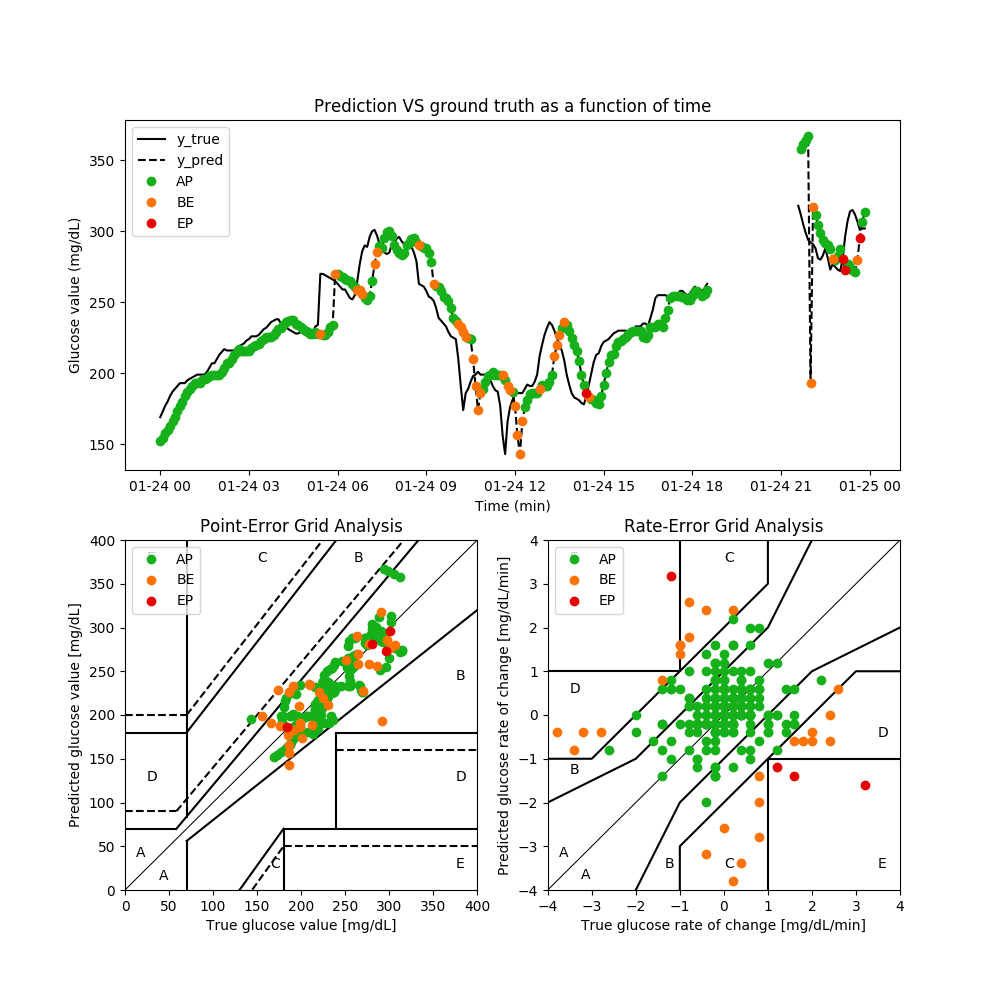 Prediction VS ground truth as a function of time
Glucose value (mg/dL)
350
300
250
200
150
y_true
y_pred
AP
BE
EP
01-24 00 01-24 03 01-24 06 01-24 09 01-24 12 01-24 15 01-24 18 01-24 21 01-25 00
Time (min)
Point-Error Grid Analysis
Predicted glucose value [mg/dL]
400
350
300
250
200
150
100
50
0
AP
BE
EP
C
B
B
D
D
A
A
C
E
0 50 100 150 200 250 300 350 400
True glucose value [mg/dL]
Rate-Error Grid Analysis
Predicted glucose rate of change [mg/dL/min]
4
3
2
1
0
−1
−2
−3
−4
AP
BE
EP
C
D
D
B
A
A
B
C
E
−4 −3 −2 −1 0 1 2 3 4
True glucose rate of change [mg/dL/min]